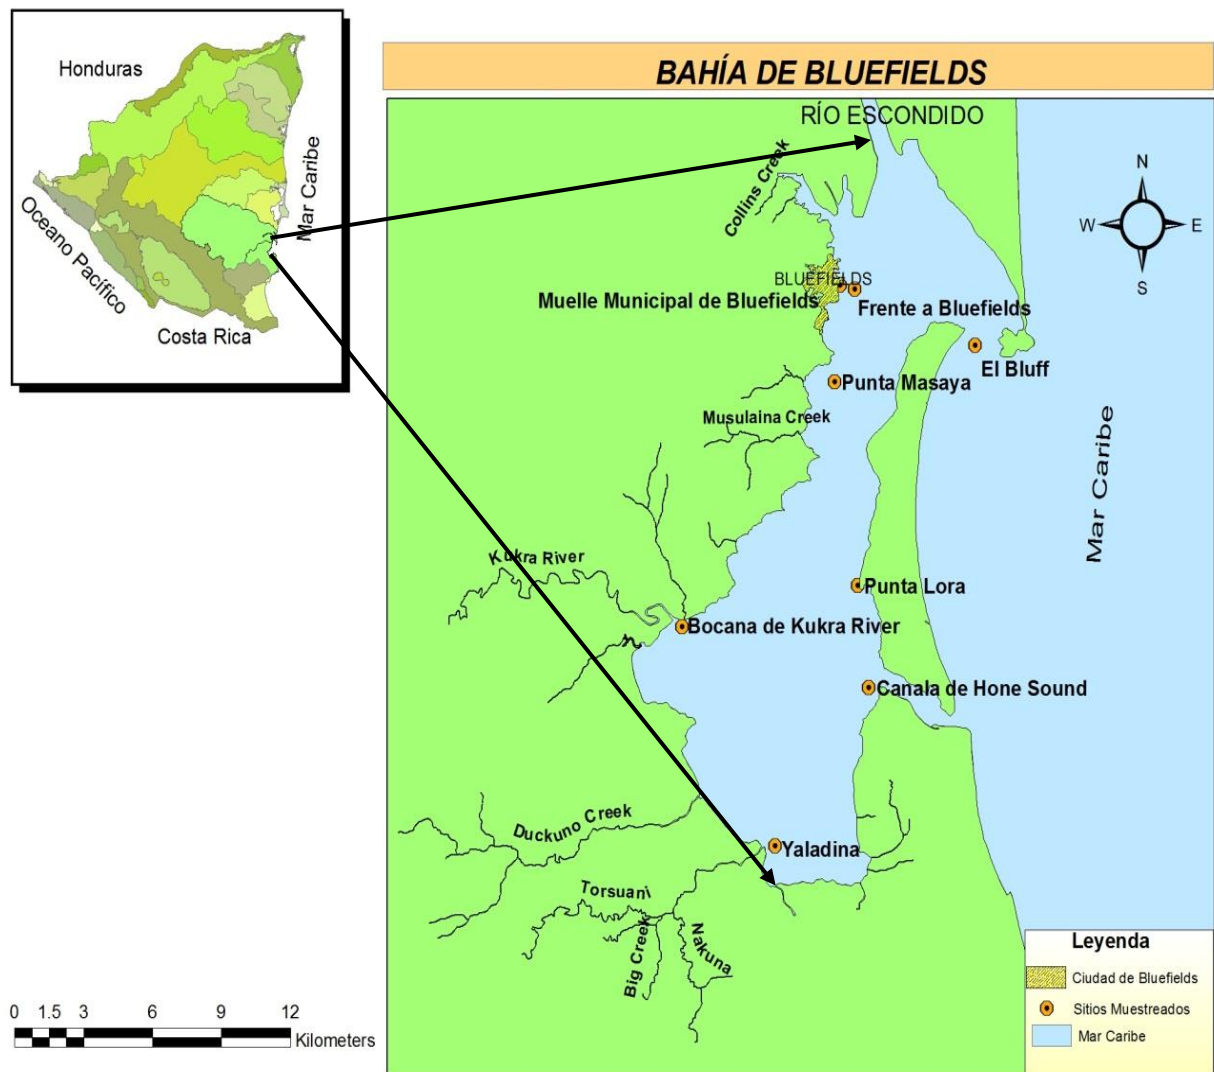 Honduras
Mar Caribe
Oceano Pacífico
Costa Rica
BAHÍA DE BLUEFIELDS
RÍO ESCONDIDO
Collins Creek
N
W
E
S
BLUEFIELDS
Muelle Municipal de Bluefields
Frente a Bluefields
El Bluff
Punta Masaya
Musulaina Creek
Mar Caribe
Kukra River
Punta Lora
Bocana de Kukra River
Canala de Hone Sound
Duckuno Creek
Yaladina
Torsuani
Big Creek
Nakuna
Leyenda
Ciudad de Bluefields
Sitios Muestreados
Mar Caribe
0 1.5 3 6 9 12
Kilometers